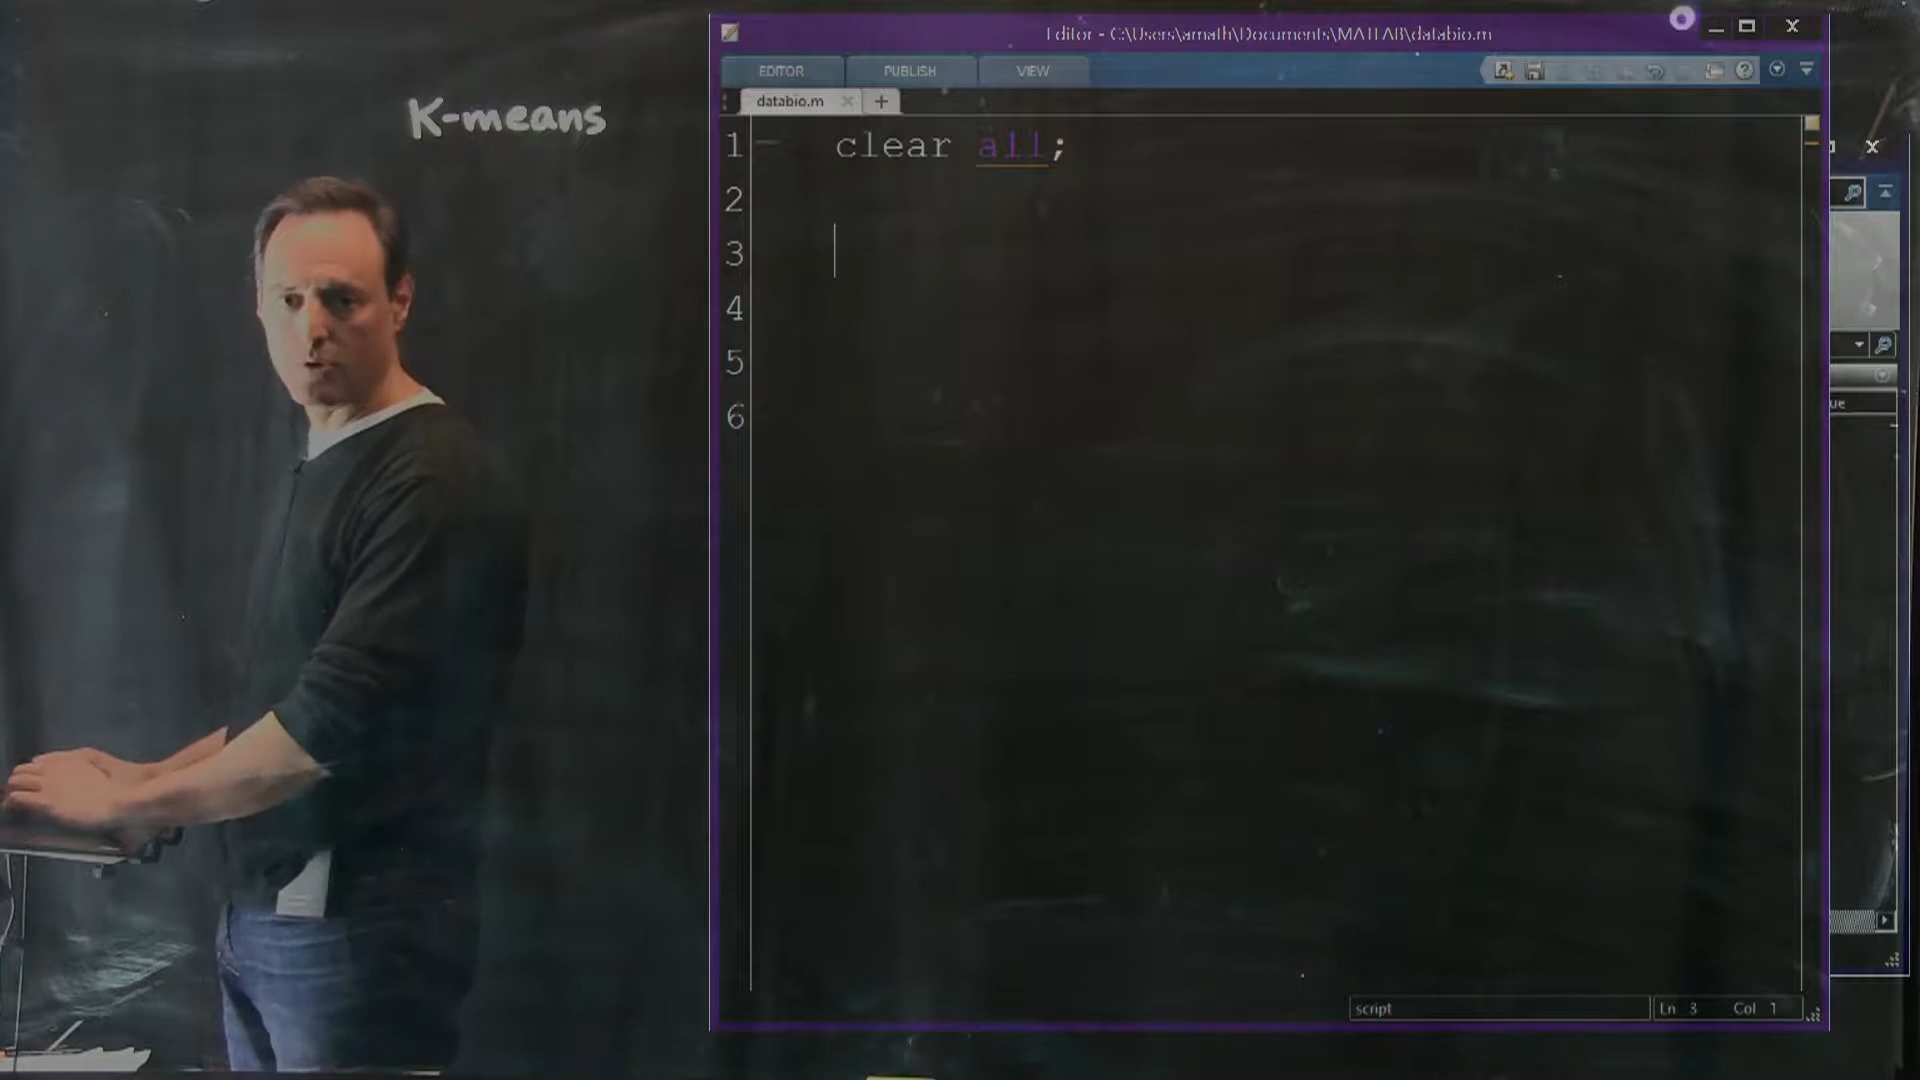 K-means
Editor - C:\Users\amath\Documents\MATLAB\databio.m
EDITOR PUBLISH VIEW
databio.m
1 clear all;
2
3
4
5
6
ue
script Ln 3 Col 1